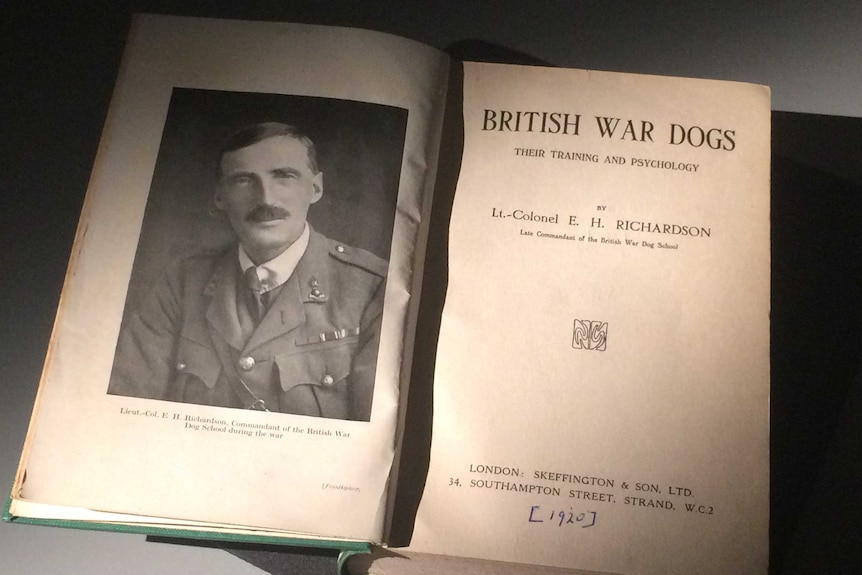 Lieut.-Col. E. H. Richardson, Commandant of the British War
Dog School during the war
[Frontispiece
BRITISH WAR DOGS
THEIR TRAINING AND PSYCHOLOGY
BY
Lt.-Colonel E. H. RICHARDSON
Late Commandant of the British War Dog School
LONDON: SKEFFINGTON & SON, LTD.
34, SOUTHAMPTON STREET, STRAND, W.C.2
[1920]